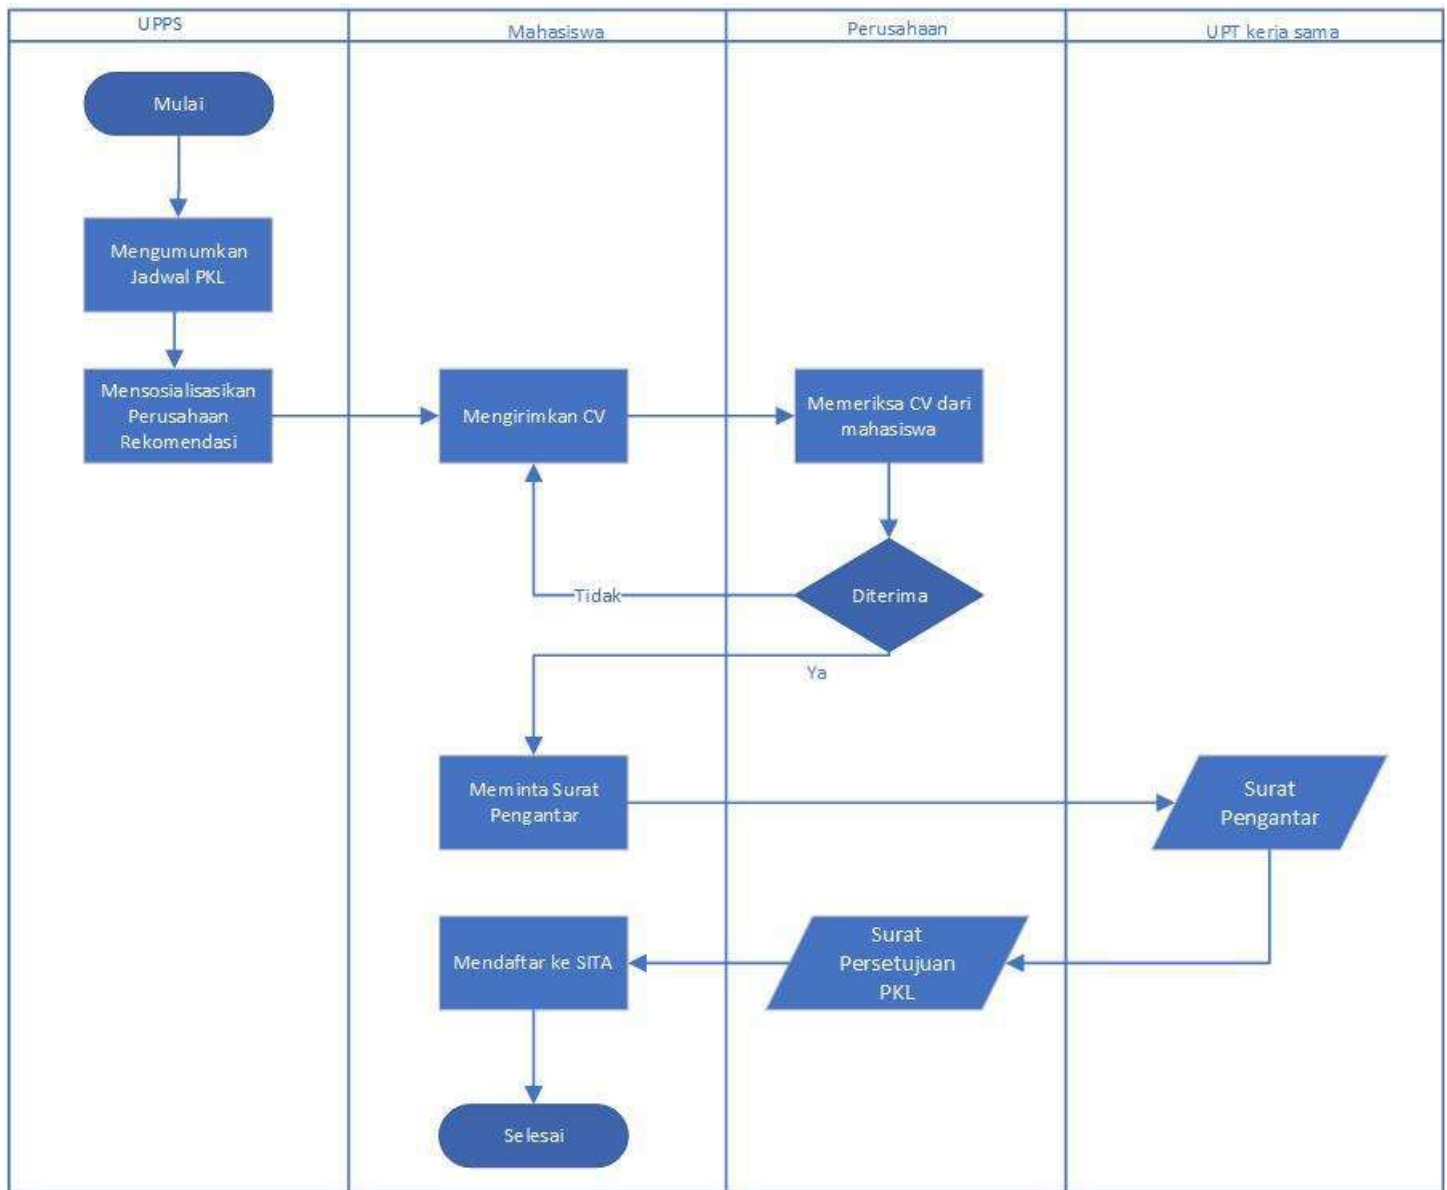 UPPS
Mahasiswa
Perusahaan
UPT kerja sama
Mulai
Mengumumkan
Jadwal PKL
Mensosialisasikan
Perusahaan
Rekomendasi
Mengirimkan CV
Memeriksa CV dari
mahasiswa
Diterima
Tidak
Ya
Meminta Surat
Pengantar
Surat
Pengantar
Mendaftar ke SITA
Surat
Persetujuan
PKL
Selesai